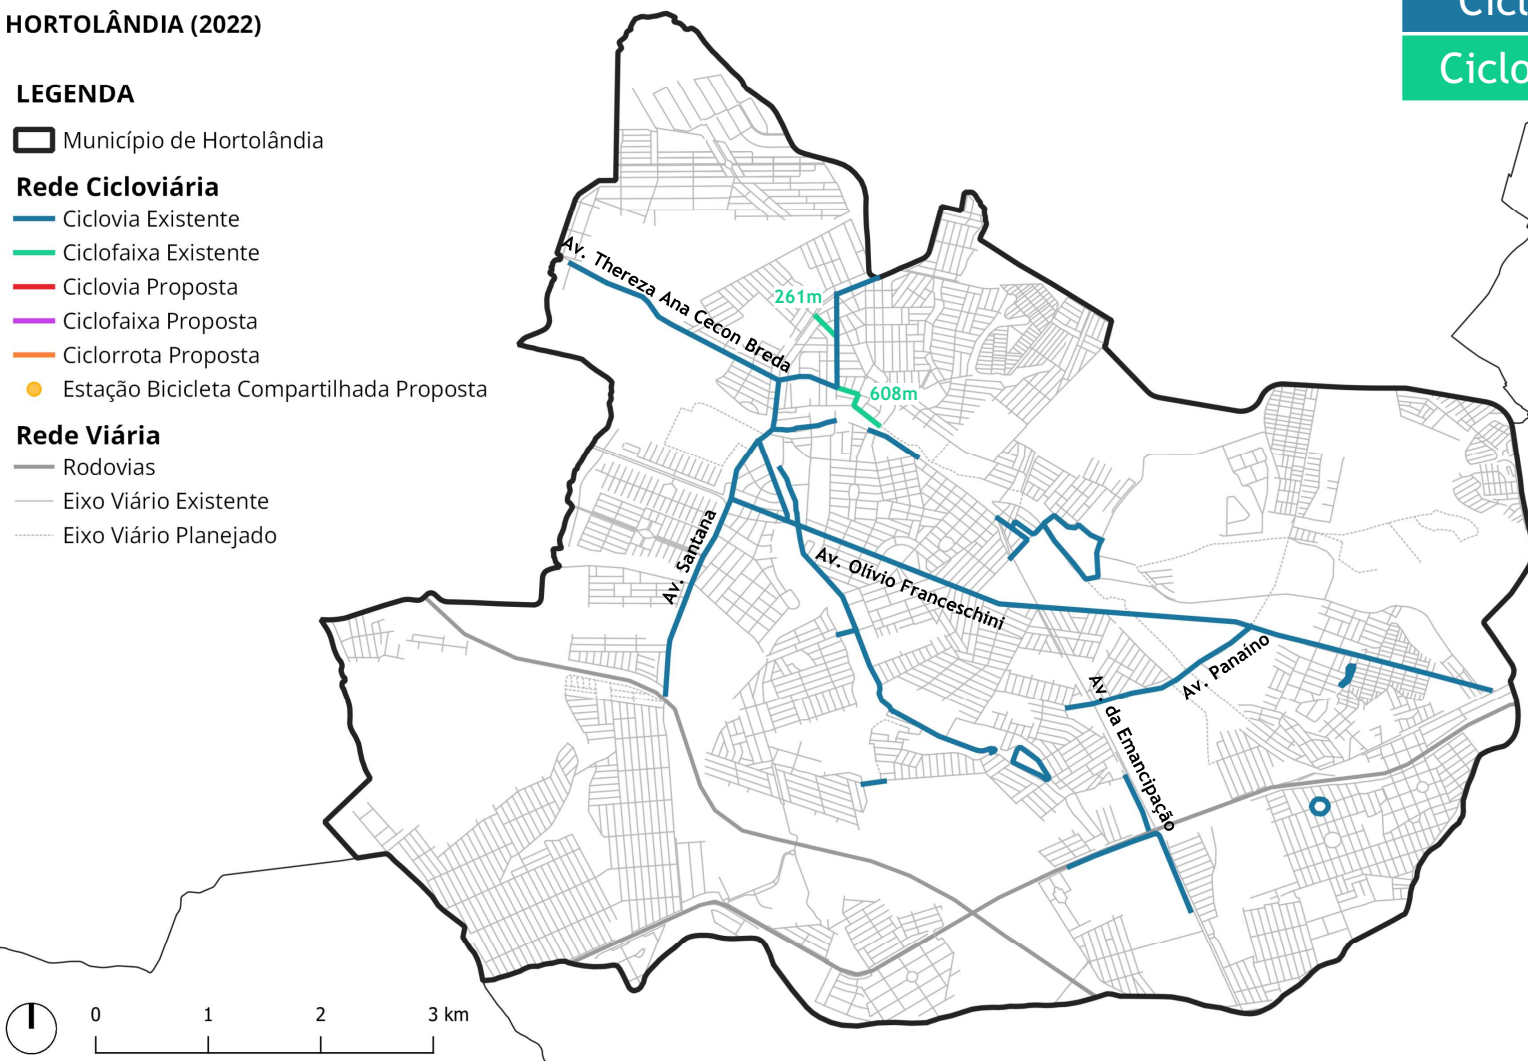 HORTOLÂNDIA (2022)
LEGENDA
Município de Hortolândia
Rede Cicloviária
Ciclovia Existente
Ciclofaixa Existente
Ciclovia Proposta
Ciclofaixa Proposta
Ciclorrota Proposta
Estação Bicicleta Compartilhada Proposta
Rede Viária
Rodovias
Eixo Viário Existente
Eixo Viário Planejado
Cicl
Ciclo
Av. Thereza Ana Cecon Breda
261m
608m
Av. Santana
Av. Olívio Franceschini
Av. Panaíno
Av. da Emancipação
0 1 2 3 km